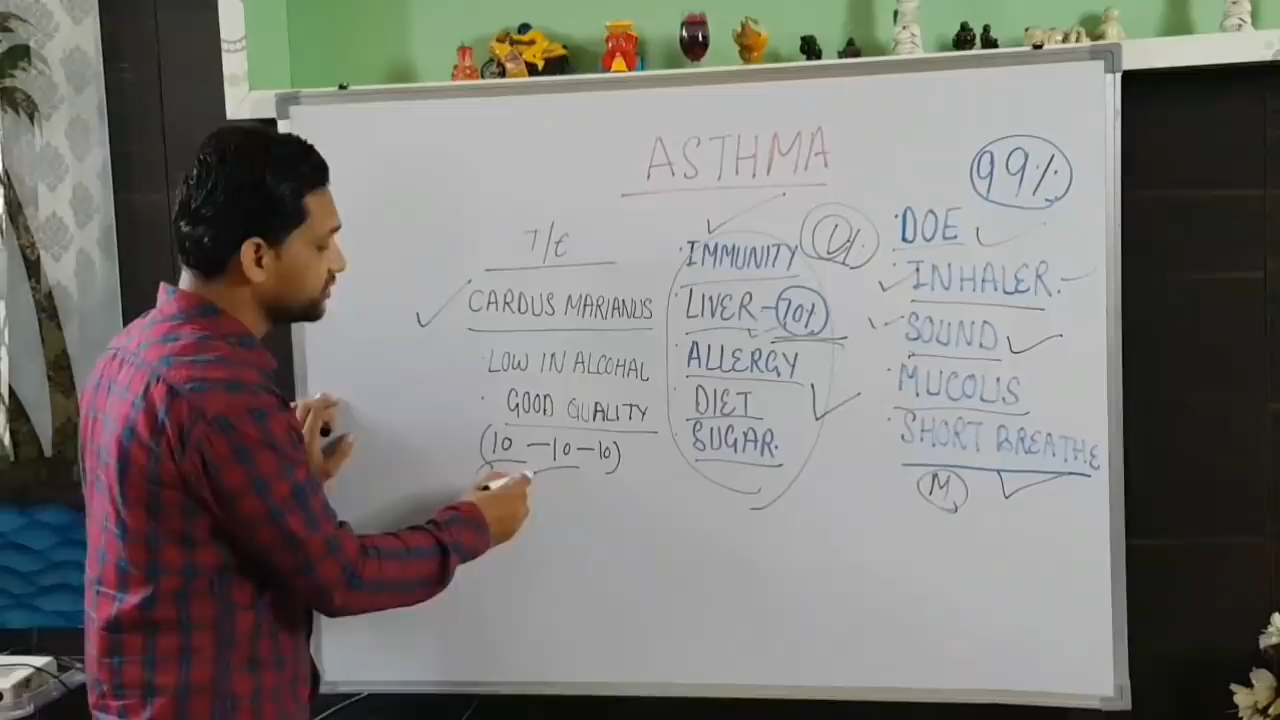 ASTHMA
T/E
CARDUS MARIANUS
LOW IN ALCOHAL
GOOD QUALITY
(10 - 10 - 10)
IMMUNITY
LIVER - 70%
ALLERGY
DIET
SUGAR
99%
DOE
INHALER
SOUND
MUCOUS
SHORT BREATHE
M